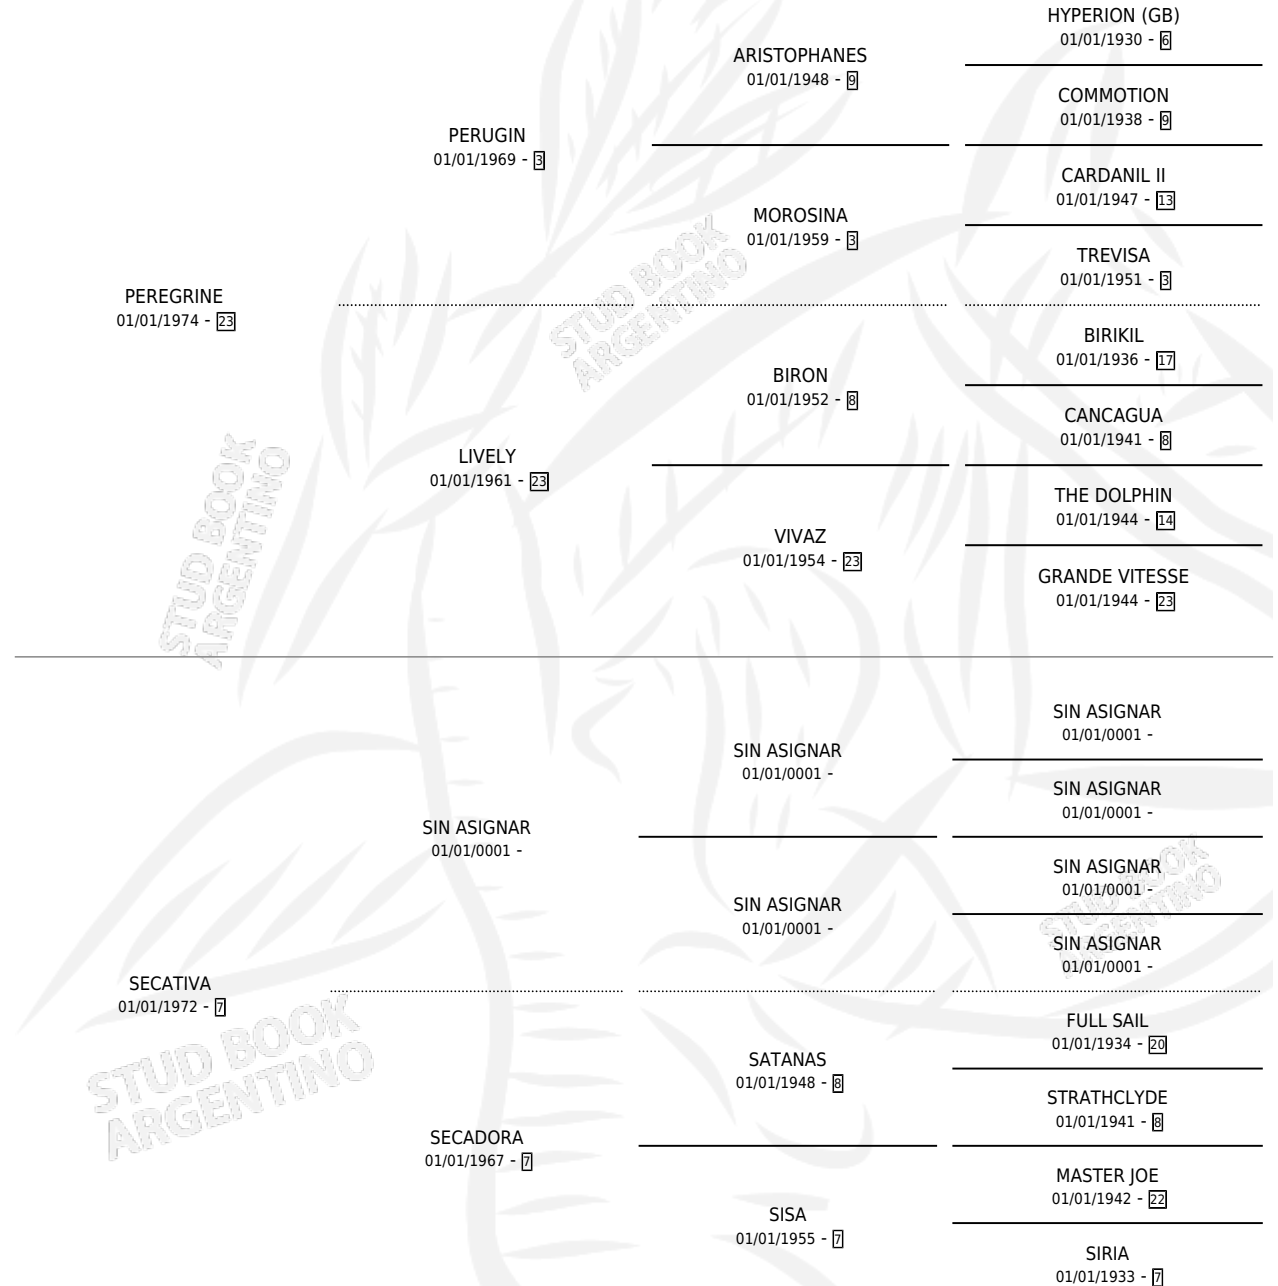 HYPERION (GB)
01/01/1930 - 6
ARISTOPHANES
01/01/1948 - 9
COMMOTION
01/01/1938 - 9
PERUGIN
01/01/1969 - 3
CARDANIL II
01/01/1947 - 13
MOROSINA
01/01/1959 - 3
TREVISA
01/01/1951 - 3
PEREGRINE
01/01/1974 - 23
BIRIKIL
01/01/1936 - 17
BIRON
01/01/1952 - 8
CANCAGUA
01/01/1941 - 8
LIVELY
01/01/1961 - 23
THE DOLPHIN
01/01/1944 - 14
VIVAZ
01/01/1954 - 23
GRANDE VITESSE
01/01/1944 - 23
STUD BOOK
ARGENTINO
STUD BOOK
ARGENTINO
SIN ASIGNAR
01/01/0001 -
SIN ASIGNAR
01/01/0001 -
SIN ASIGNAR
01/01/0001 -
SIN ASIGNAR
01/01/0001 -
SIN ASIGNAR
01/01/0001 -
SIN ASIGNAR
01/01/0001 -
SIN ASIGNAR
01/01/0001 -
STUD BOOK
ARGENTINO
SECATIVA
01/01/1972 - 7
FULL SAIL
01/01/1934 - 20
SATANAS
01/01/1948 - 8
STRATHCLYDE
01/01/1941 - 8
SECADORA
01/01/1967 - 7
MASTER JOE
01/01/1942 - 22
SISA
01/01/1955 - 7
SIRIA
01/01/1933 - 7
STUD BOOK
ARGENTINO